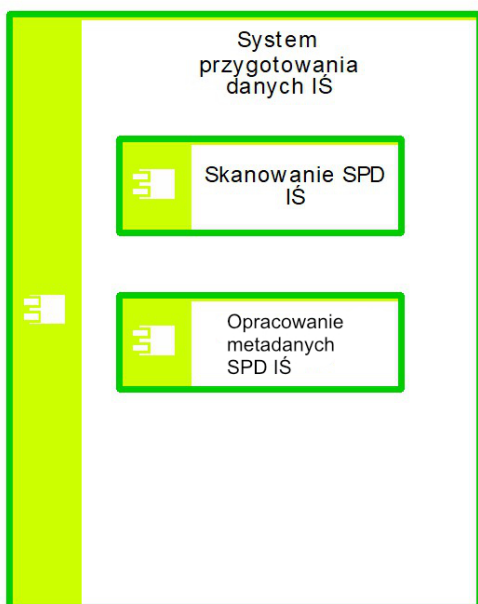 System
przygotowania
danych IŚ
Skanowanie SPD
IŚ
Opracowanie
metadanych
SPD IŚ